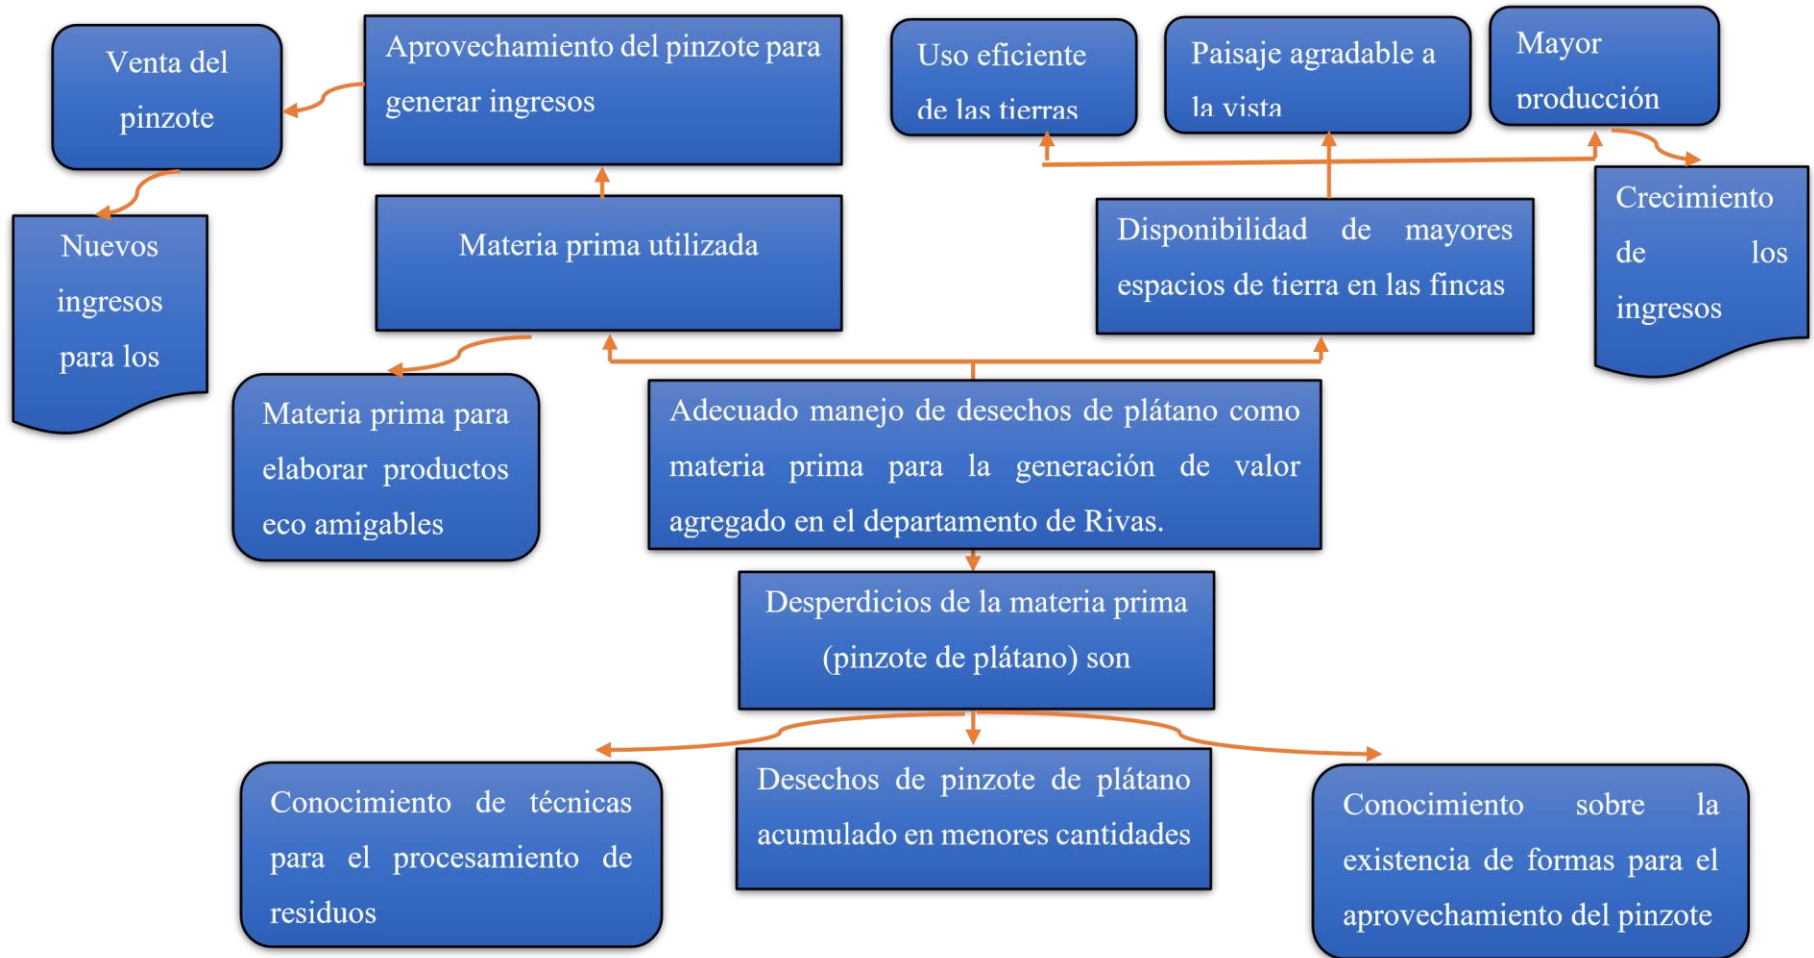 Venta del
pinzote
Aprovechamiento del pinzote para
generar ingresos
Uso eficiente
de las tierras
Paisaje agradable a
la vista
Mayor
producción
Nuevos
ingresos
para los
Materia prima utilizada
Disponibilidad de mayores
espacios de tierra en las fincas
Crecimiento
de los
ingresos
Materia prima para
elaborar productos
eco amigables
Adecuado manejo de desechos de plátano como
materia prima para la generación de valor
agregado en el departamento de Rivas.
Desperdicios de la materia prima
(pinzote de plátano) son
Conocimiento de técnicas
para el procesamiento de
residuos
Desechos de pinzote de plátano
acumulado en menores cantidades
Conocimiento sobre la
existencia de formas para el
aprovechamiento del pinzote